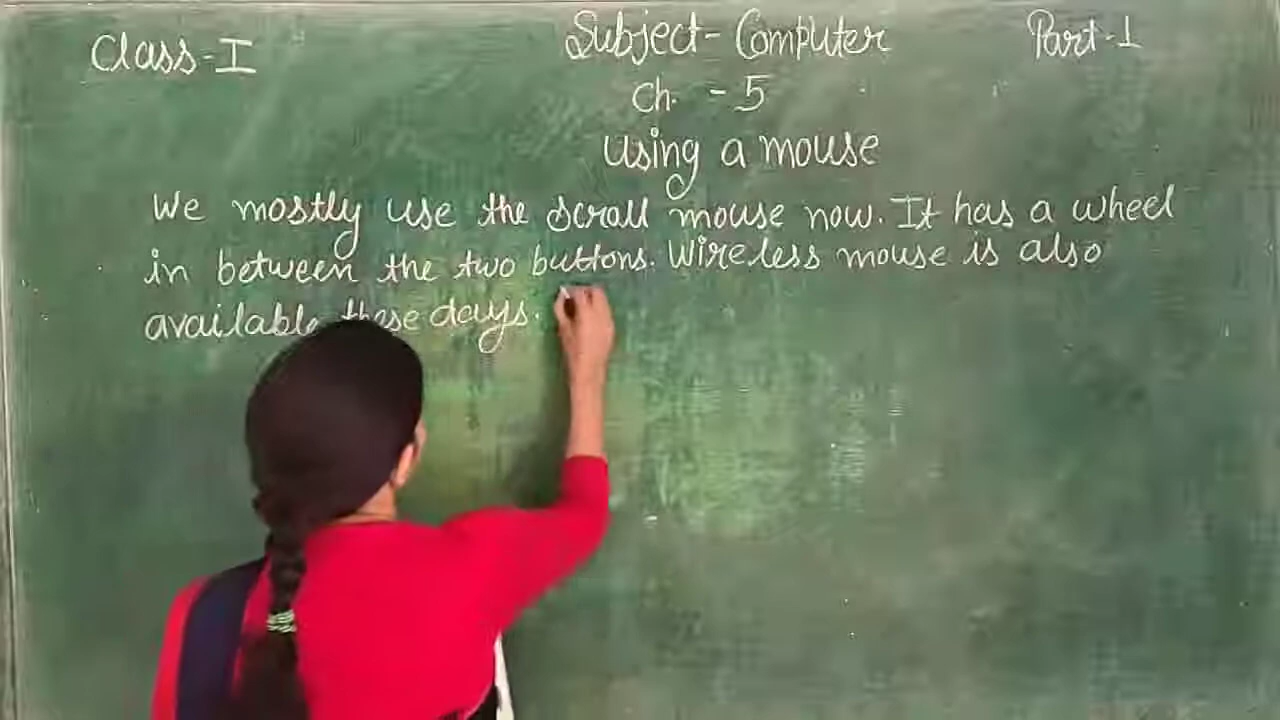 Class-I Subject- Computer Part-1
Ch. - 5
Using a mouse
We mostly use the scroll mouse now. It has a wheel
in between the two buttons. Wireless mouse is also
available these days.